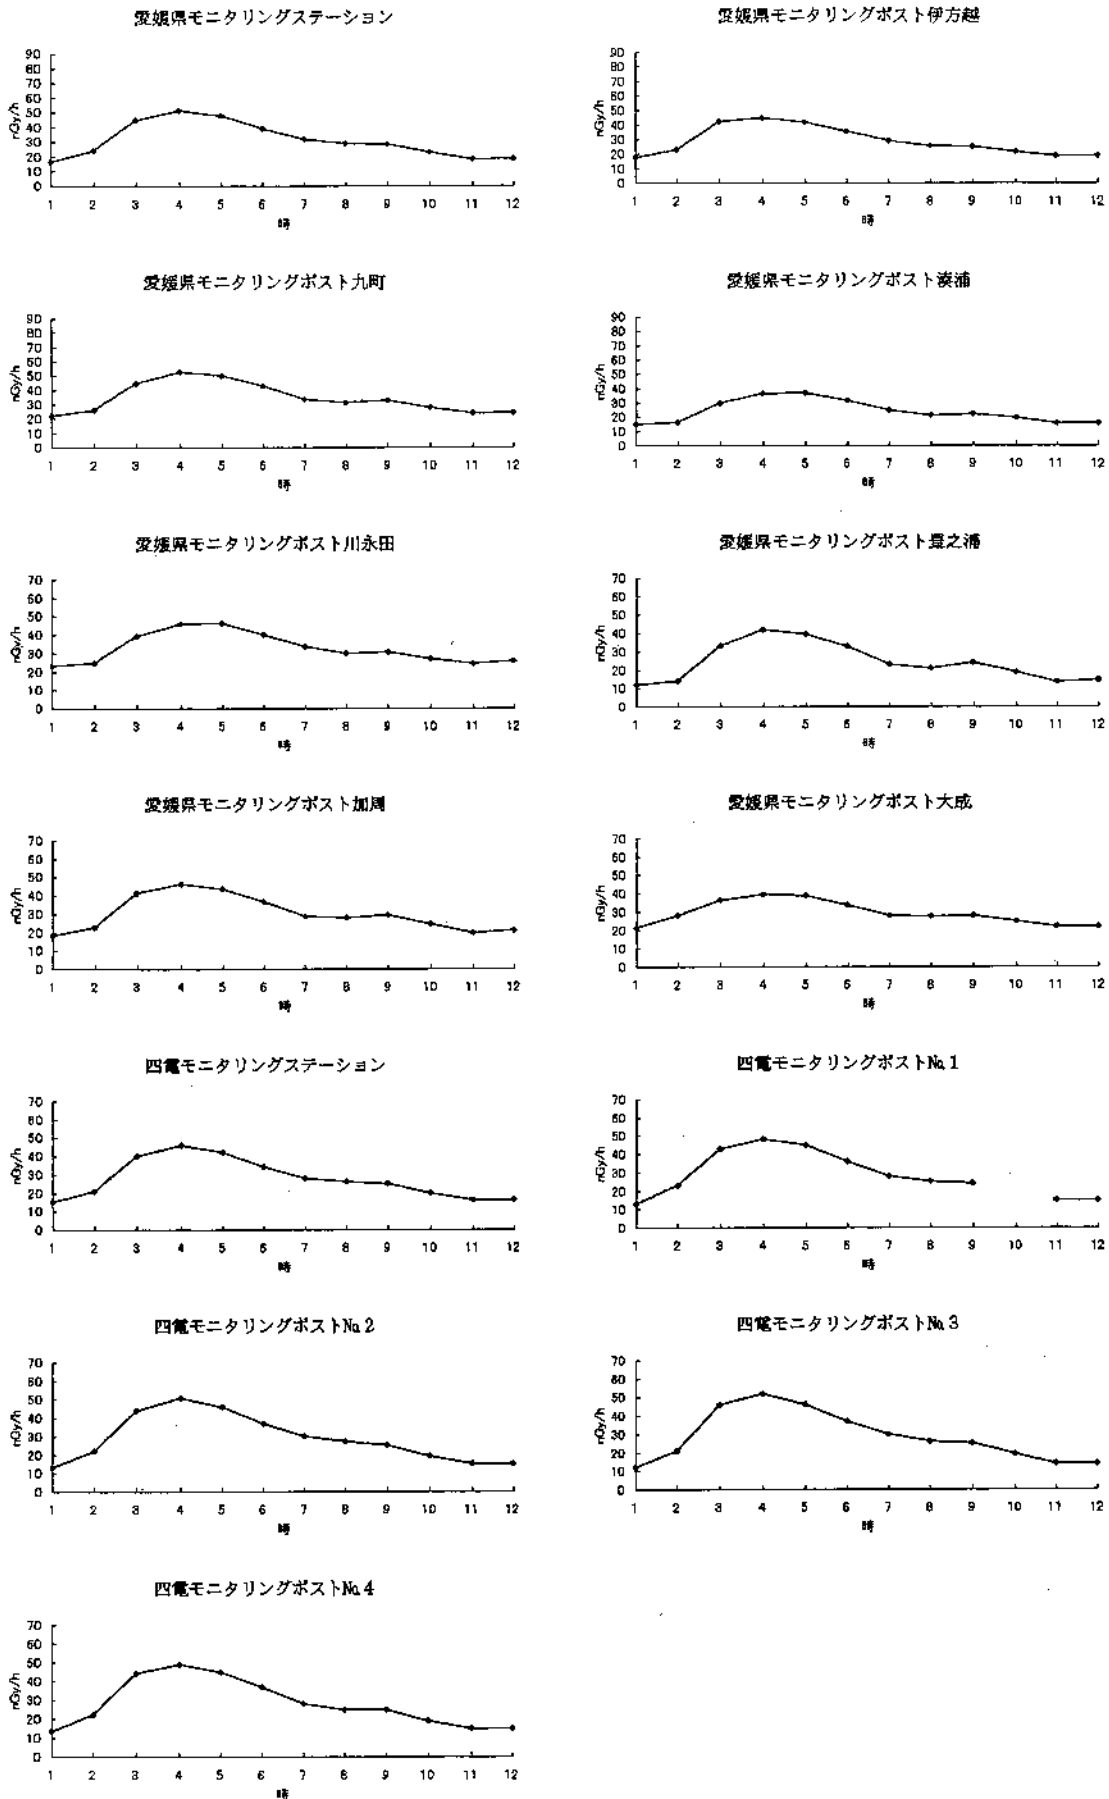 愛媛県モニタリングステーション
nGy/h
90
80
70
60
50
40
30
20
10
0
1 2 3 4 5 6 7 8 9 10 11 12
時
愛媛県モニタリングポスト伊方越
nGy/h
90
80
70
60
50
40
30
20
10
0
1 2 3 4 5 6 7 8 9 10 11 12
時
愛媛県モニタリングポスト九町
nGy/h
90
80
70
60
50
40
30
20
10
0
1 2 3 4 5 6 7 8 9 10 11 12
時
愛媛県モニタリングポスト湊浦
nGy/h
90
80
70
60
50
40
30
20
10
0
1 2 3 4 5 6 7 8 9 10 11 12
時
愛媛県モニタリングポスト川永田
nGy/h
70
60
50
40
30
20
10
0
1 2 3 4 5 6 7 8 9 10 11 12
時
愛媛県モニタリングポスト豊之浦
nGy/h
70
60
50
40
30
20
10
0
1 2 3 4 5 6 7 8 9 10 11 12
時
愛媛県モニタリングポスト加周
nGy/h
70
60
50
40
30
20
10
0
1 2 3 4 5 6 7 8 9 10 11 12
時
愛媛県モニタリングポスト大成
nGy/h
70
60
50
40
30
20
10
0
1 2 3 4 5 6 7 8 9 10 11 12
時
四電モニタリングステーション
nGy/h
70
60
50
40
30
20
10
0
1 2 3 4 5 6 7 8 9 10 11 12
時
四電モニタリングポスト№1
nGy/h
70
60
50
40
30
20
10
0
1 2 3 4 5 6 7 8 9 10 11 12
時
四電モニタリングポスト№2
nGy/h
70
60
50
40
30
20
10
0
1 2 3 4 5 6 7 8 9 10 11 12
時
四電モニタリングポスト№3
nGy/h
70
60
50
40
30
20
10
0
1 2 3 4 5 6 7 8 9 10 11 12
時
四電モニタリングポスト№4
nGy/h
70
60
50
40
30
20
10
0
1 2 3 4 5 6 7 8 9 10 11 12
時